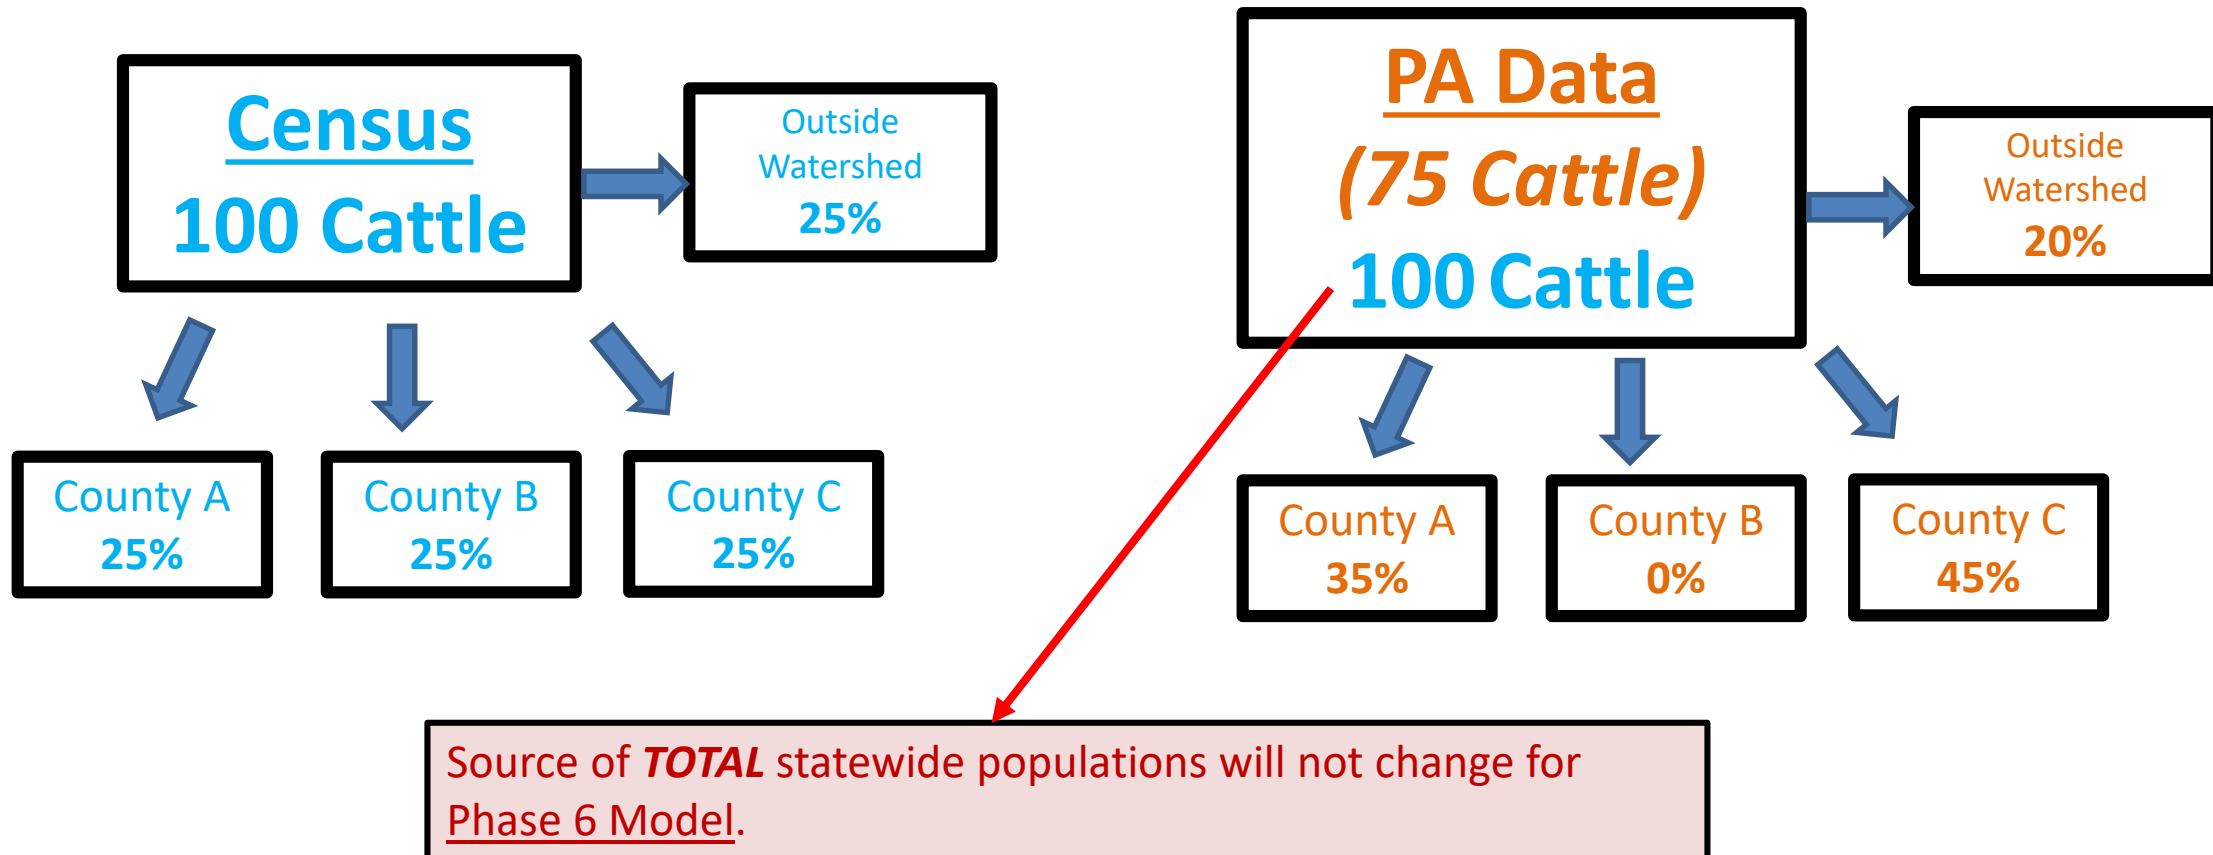 Census
100 Cattle
Outside
Watershed
25%
County A
25%
County B
25%
County C
25%
PA Data
(75 Cattle)
100 Cattle
Outside
Watershed
20%
County A
35%
County B
0%
County C
45%
Source of TOTAL statewide populations will not change for
Phase 6 Model.